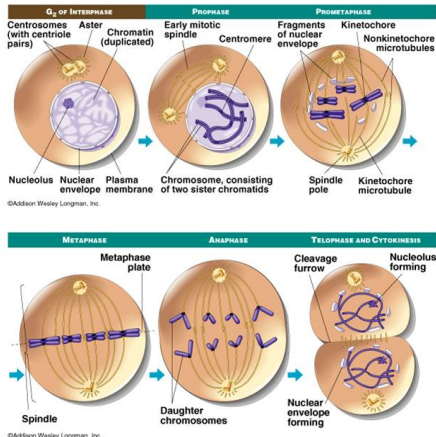 G₂ OF INTERPHASE
Centrosomes
(with centriole
pairs)
Aster
Chromatin
(duplicated)
Nucleolus
Nuclear
envelope
Plasma
membrane
PROPHASE
Early mitotic
spindle
Centromere
Chromosome, consisting
of two sister chromatids
PROMETAPHASE
Fragments
of nuclear
envelope
Kinetochore
Nonkinetochore
microtubules
Spindle
pole
Kinetochore
microtubule
©Addison Wesley Longman, Inc.
METAPHASE
Metaphase
plate
Spindle
ANAPHASE
Daughter
chromosomes
TELOPHASE AND CYTOKINESIS
Cleavage
furrow
Nucleolus
forming
Nuclear
envelope
forming
©Addison Wesley Longman, Inc.